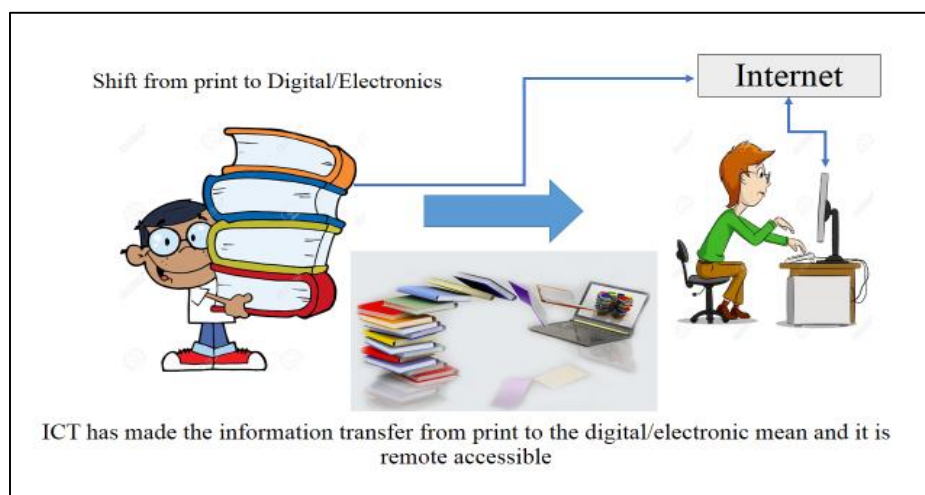 Shift from print to Digital/Electronics
Internet
ICT has made the information transfer from print to the digital/electronic mean and it is
remote accessible